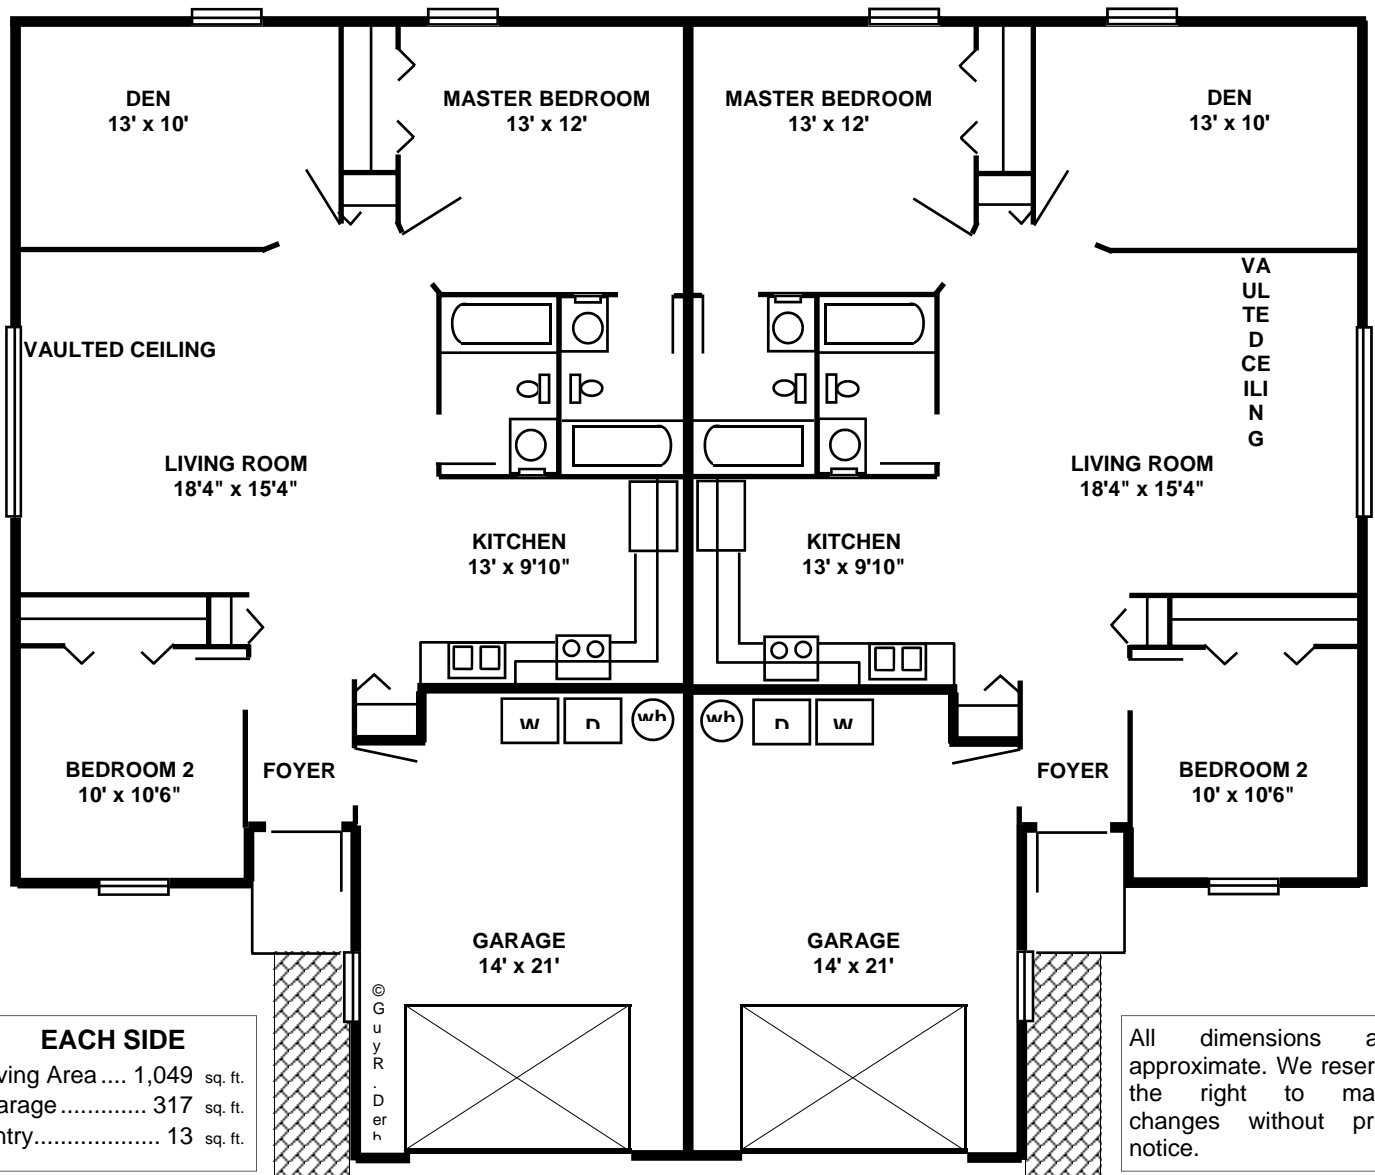 DEN
13' x 10'
MASTER BEDROOM
13' x 12'
MASTER BEDROOM
13' x 12'
DEN
13' x 10'
VAULTED CEILING
VA
UL
TE
D
CE
ILI
N
G
LIVING ROOM
18'4" x 15'4"
LIVING ROOM
18'4" x 15'4"
KITCHEN
13' x 9'10"
KITCHEN
13' x 9'10"
W D wh
wh D W
BEDROOM 2
10' x 10'6"
FOYER
FOYER
BEDROOM 2
10' x 10'6"
GARAGE
14' x 21'
GARAGE
14' x 21'
©
G
u
y
R
.
D
er
b
EACH SIDE
ving Area .... 1,049 sq. ft.
arage ............. 317 sq. ft.
ntry................... 13 sq. ft.
All dimensions a
approximate. We reser
the right to ma
changes without pr
notice.